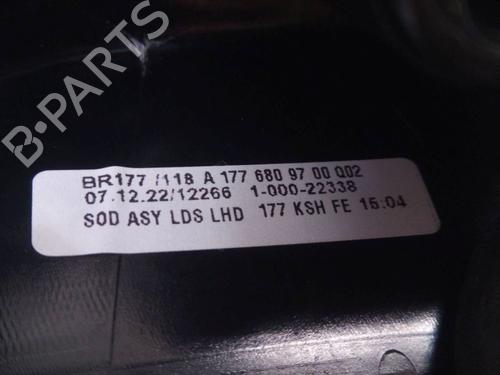 B-PARTS
BR177 /118 A 177 680 97 00 Q02
07.12.22/12266 1-000-22338
SOD ASY LDS LHD 177 KSH FE 15:04